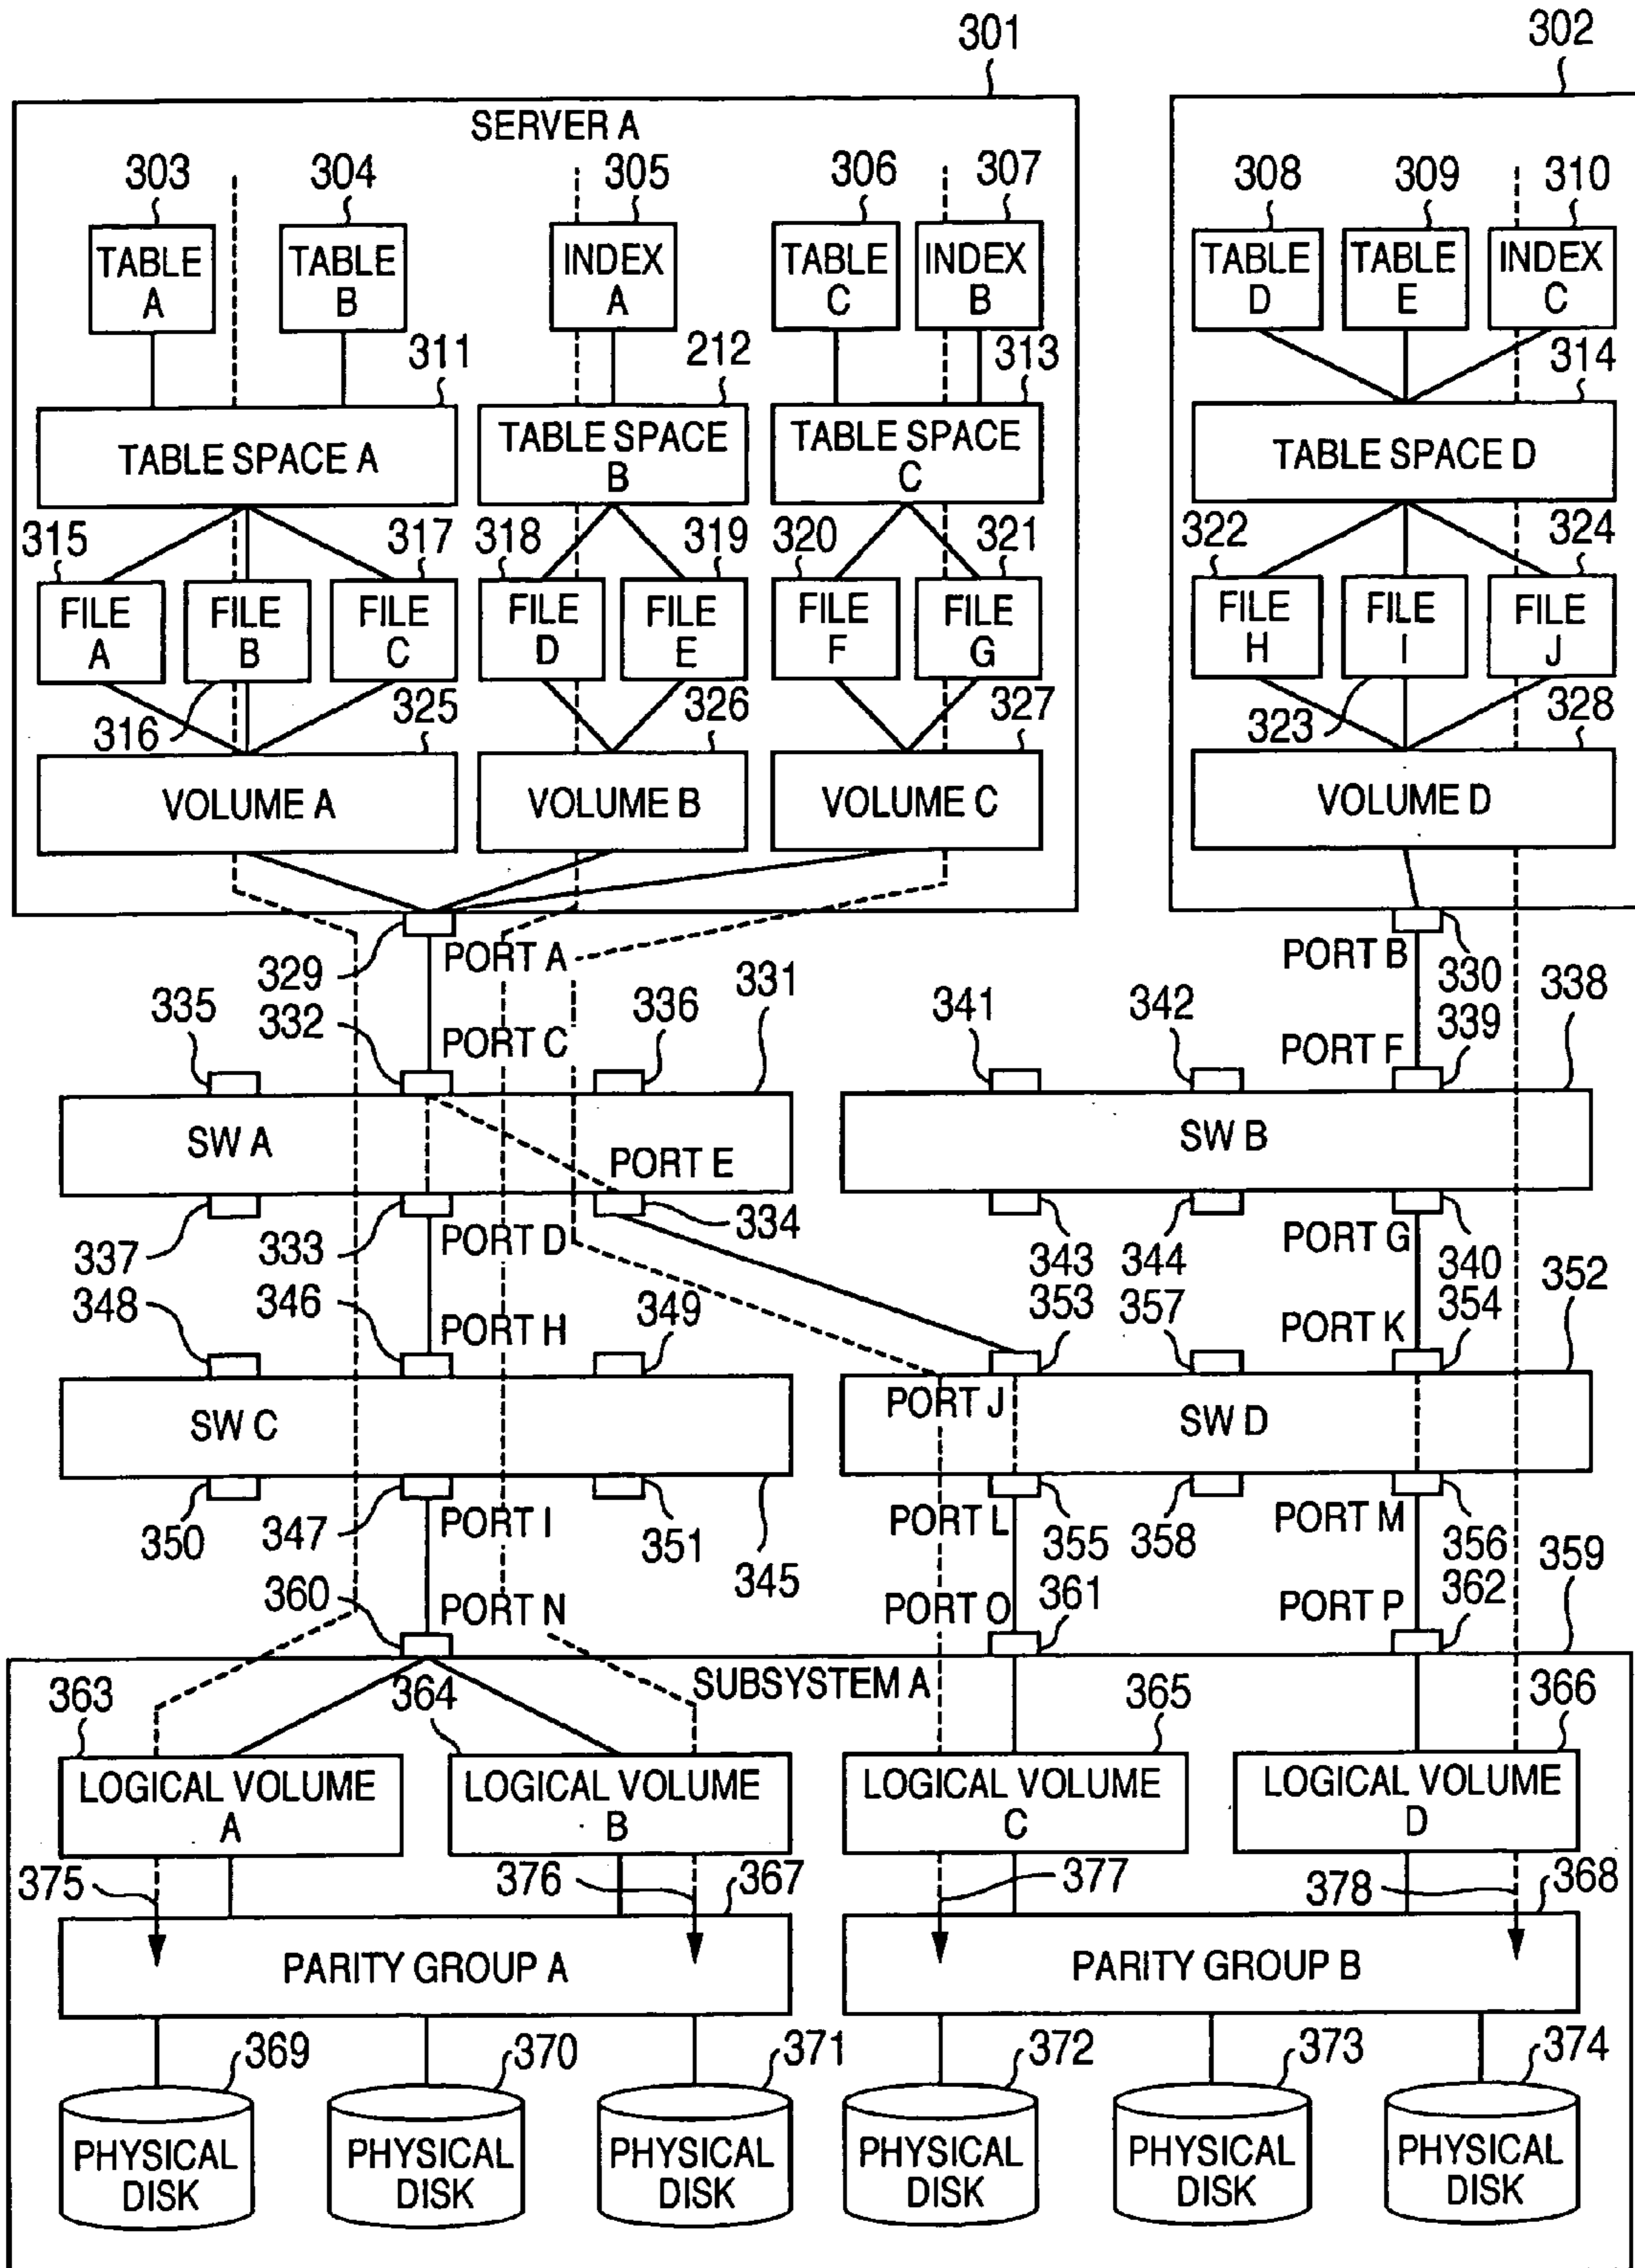 301
302
SERVER A
303
304
305
306
307
308
309
310
TABLE
A
TABLE
B
INDEX
A
TABLE
C
INDEX
B
TABLE
D
TABLE
E
INDEX
C
311
212
313
314
TABLE SPACE A
TABLE SPACE
B
TABLE SPACE
C
TABLE SPACE D
315
317
318
319
320
321
322
324
FILE
A
FILE
B
FILE
C
FILE
D
FILE
E
FILE
F
FILE
G
FILE
H
FILE
I
FILE
J
316
325
326
327
323
328
VOLUME A
VOLUME B
VOLUME C
VOLUME D
329
PORT A
PORT B
330
335
332
PORT C
336
331
341
342
PORT F
339
338
SW A
PORT E
SW B
337
333
PORT D
334
343
344
PORT G
340
348
346
PORT H
349
353
357
PORT K
354
352
SW C
PORT J
SW D
350
347
PORT I
351
345
PORT L
355
358
PORT M
356
359
360
PORT N
PORT O
361
PORT P
362
SUBSYSTEM A
363
364
365
366
LOGICAL VOLUME
A
LOGICAL VOLUME
B
LOGICAL VOLUME
C
LOGICAL VOLUME
D
375
376
367
377
378
368
PARITY GROUP A
PARITY GROUP B
369
370
371
372
373
374
PHYSICAL
DISK
PHYSICAL
DISK
PHYSICAL
DISK
PHYSICAL
DISK
PHYSICAL
DISK
PHYSICAL
DISK